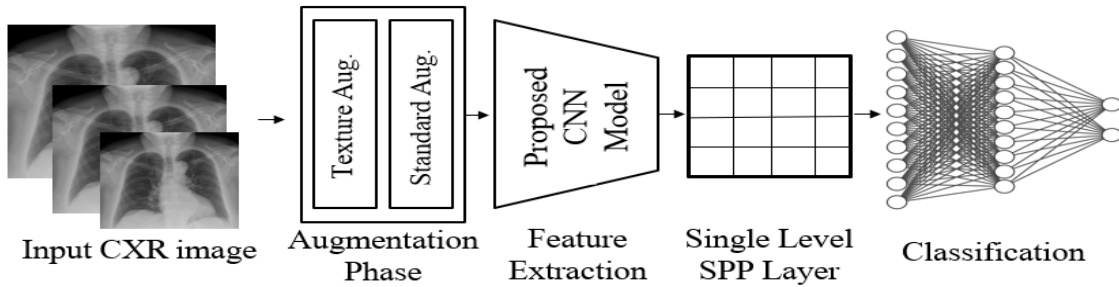 Texture Aug.
Standard Aug.
Proposed
CNN
Model
Input CXR image
Augmentation
Phase
Feature
Extraction
Single Level
SPP Layer
Classification